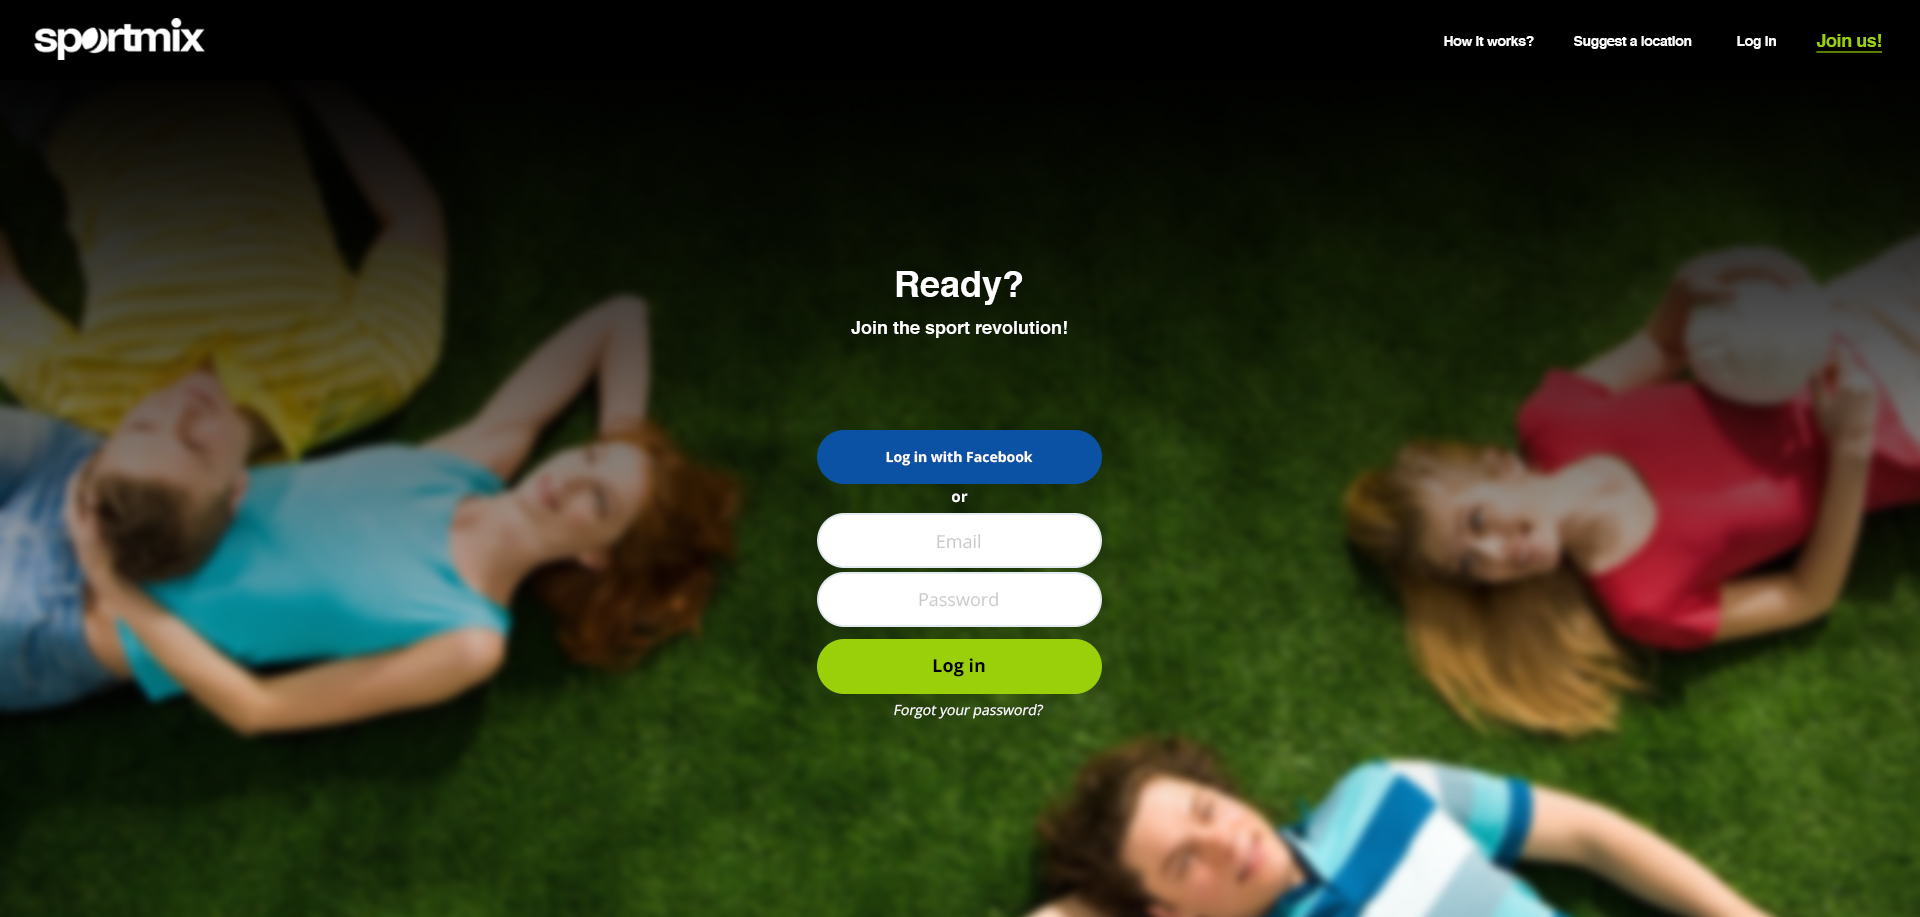 sportmix
How it works?
Suggest a location
Log in
Join us!
Ready?
Join the sport revolution!
Log in with Facebook
or
Email
Password
Log in
Forgot your password?